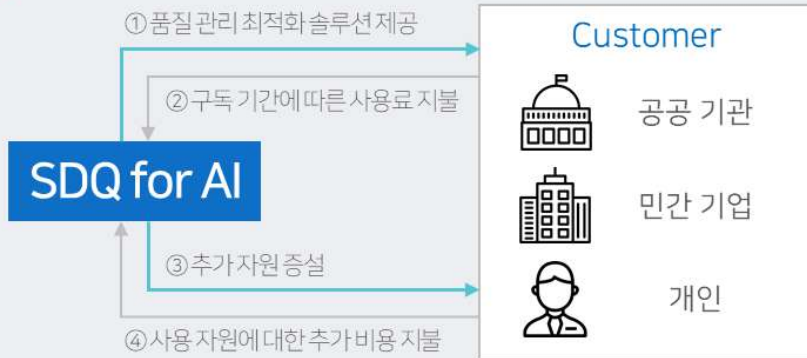 ① 품질 관리 최적화 솔루션 제공
Customer
② 구독 기간에 따른 사용료 지불
공공 기관
SDQ for AI
민간 기업
③ 추가 자원 증설
개인
④ 사용 자원에 대한 추가 비용 지불